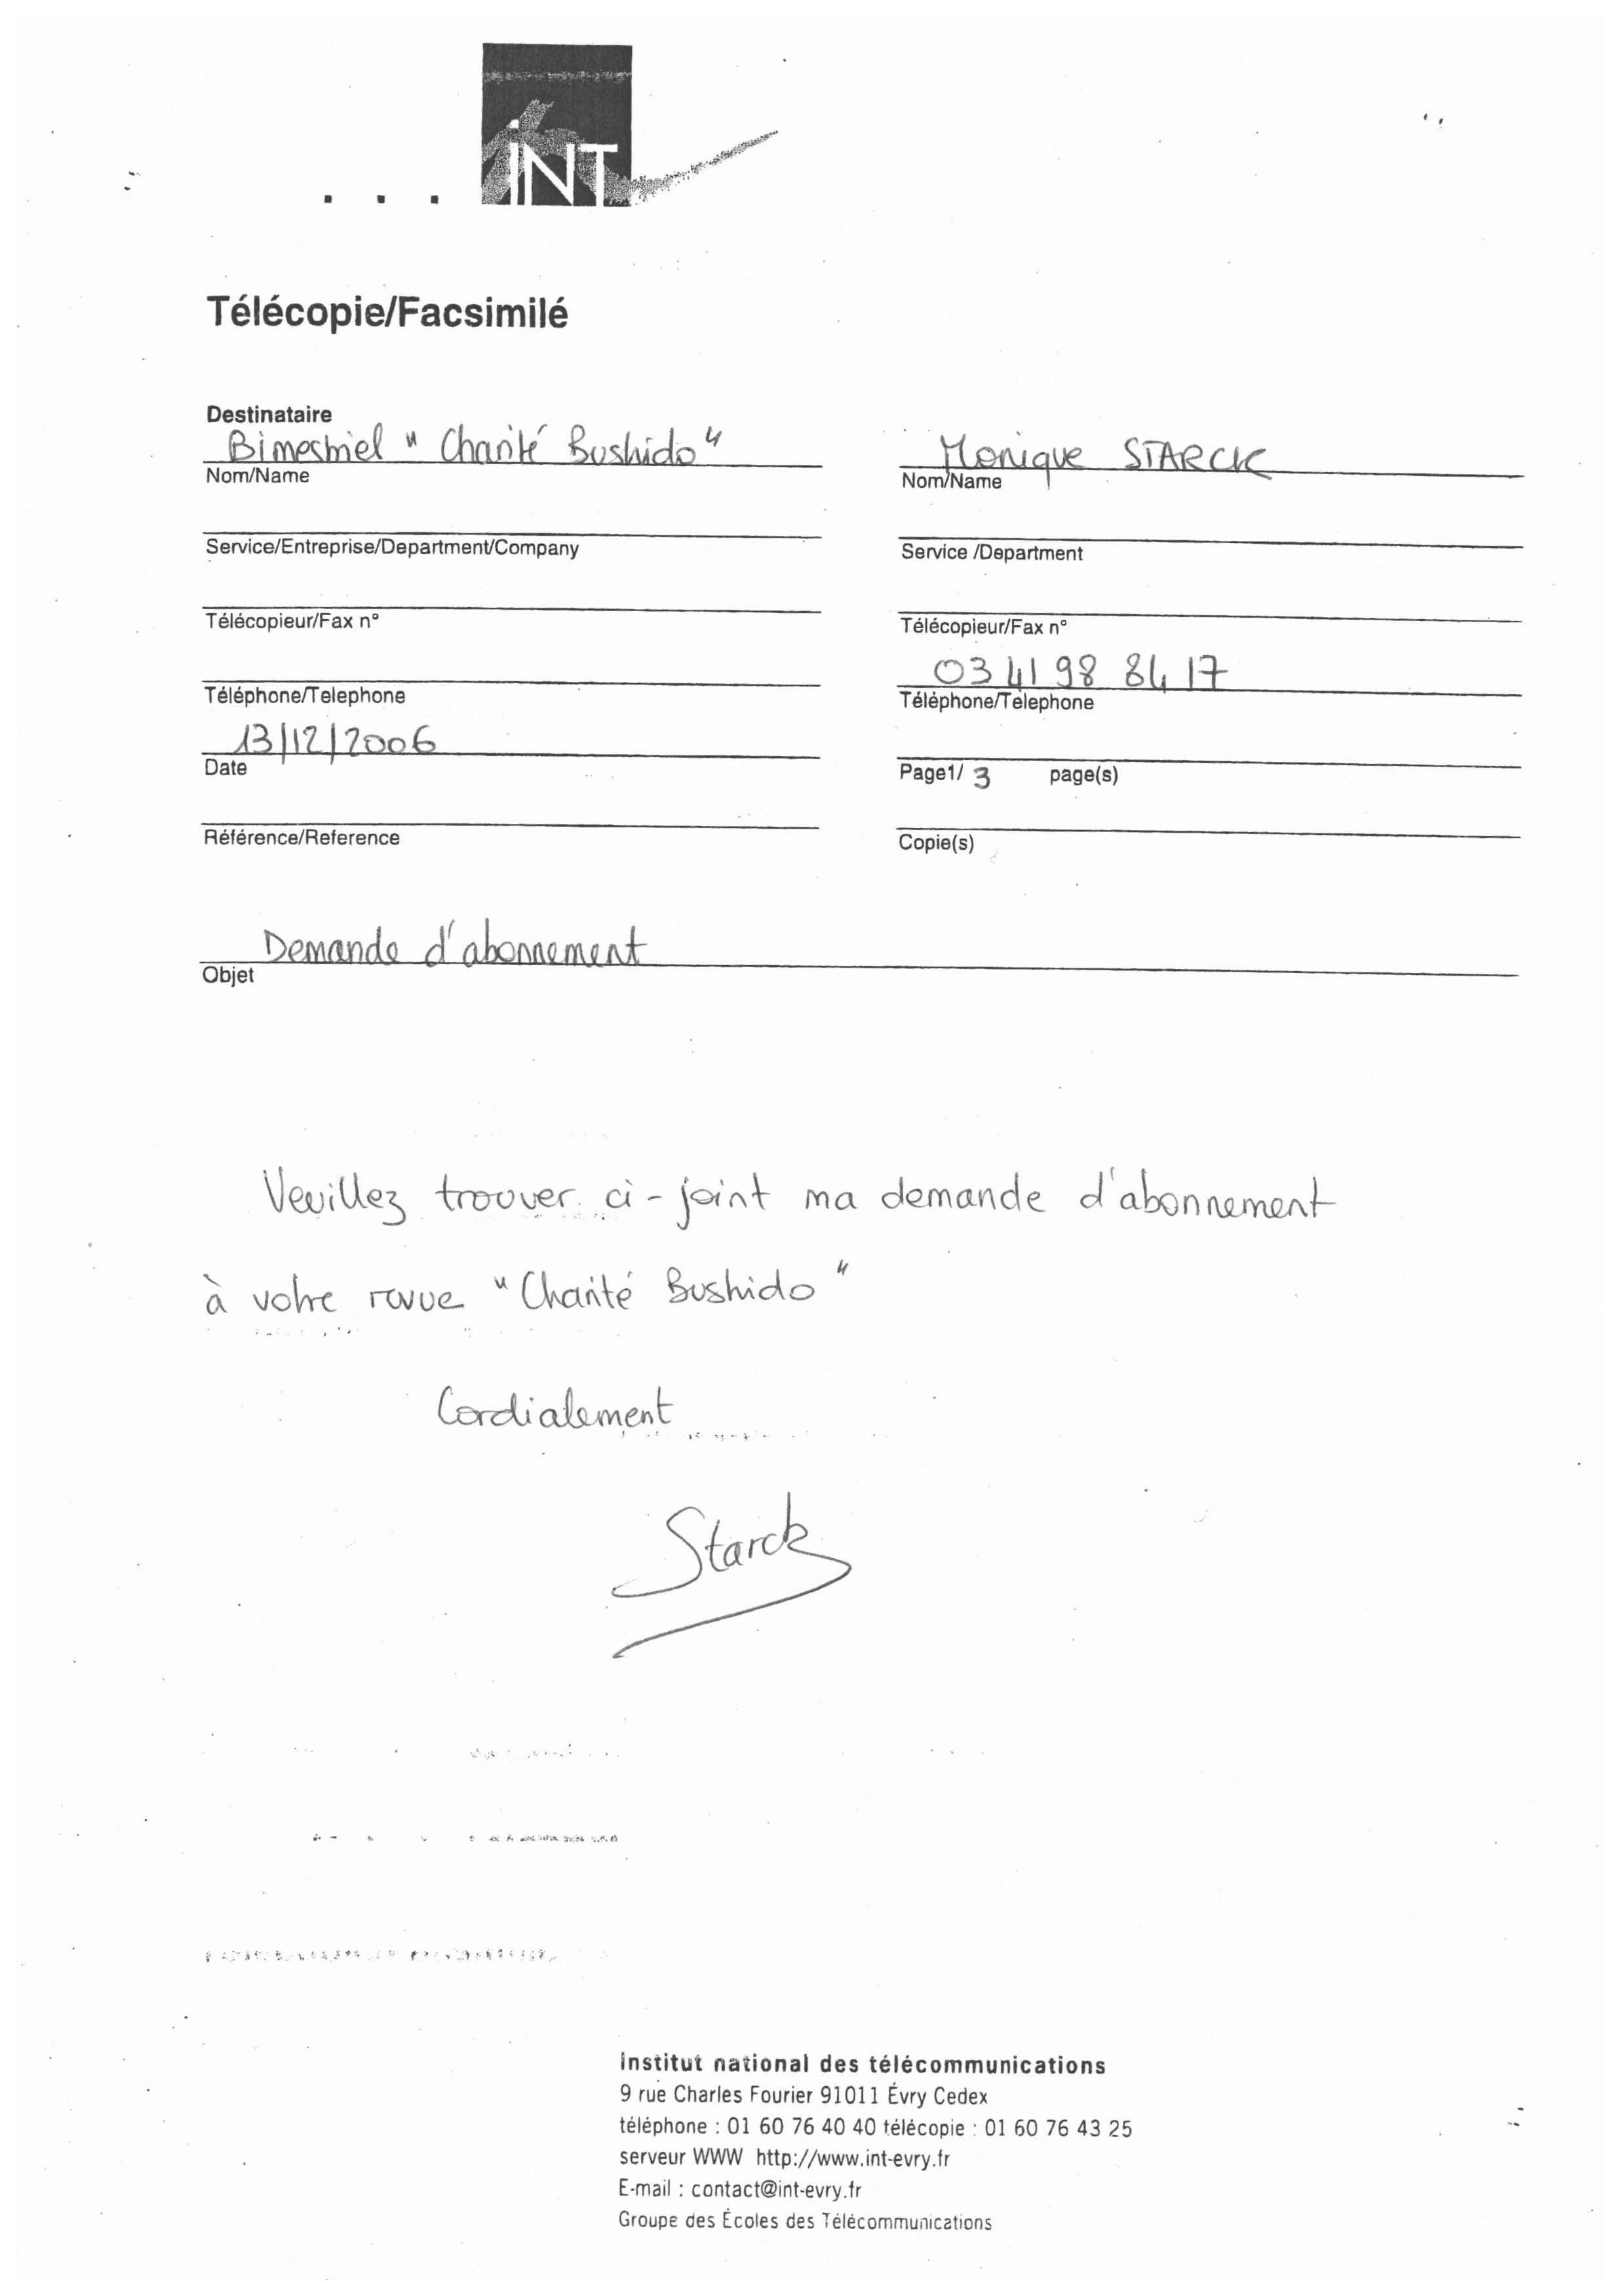 iNT
Télécopie/Facsimilé
Destinataire
Bimestriel "Charité Bushido"
Nom/Name
Service/Entreprise/Department/Company
Télécopieur/Fax n°
Téléphone/Telephone
13/12/2006
Date
Référence/Reference
Monique STARCK
Nom/Name
Service /Department
Télécopieur/Fax n°
03 41 98 84 17
Téléphone/Telephone
Page1/ 3 page(s)
Copie(s)
Demande d'abonnement
Objet
Veuillez trouver ci-joint ma demande d'abonnement
à votre revue "Charité Bushido"
Cordialement
Starck
institut national des télécommunications
9 rue Charles Fourier 91011 Évry Cedex
téléphone : 01 60 76 40 40 télécopie : 01 60 76 43 25
serveur WWW http://www.int-evry.fr
E-mail : contact@int-evry.fr
Groupe des Écoles des Télécommunications